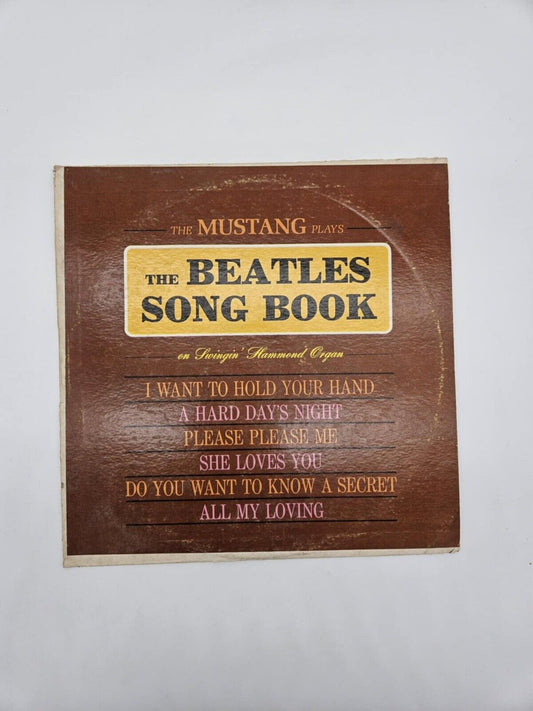 THE MUSTANG PLAYS
THE BEATLES
SONG BOOK
on Swingin' Hammond Organ
I WANT TO HOLD YOUR HAND
A HARD DAY'S NIGHT
PLEASE PLEASE ME
SHE LOVES YOU
DO YOU WANT TO KNOW A SECRET
ALL MY LOVING